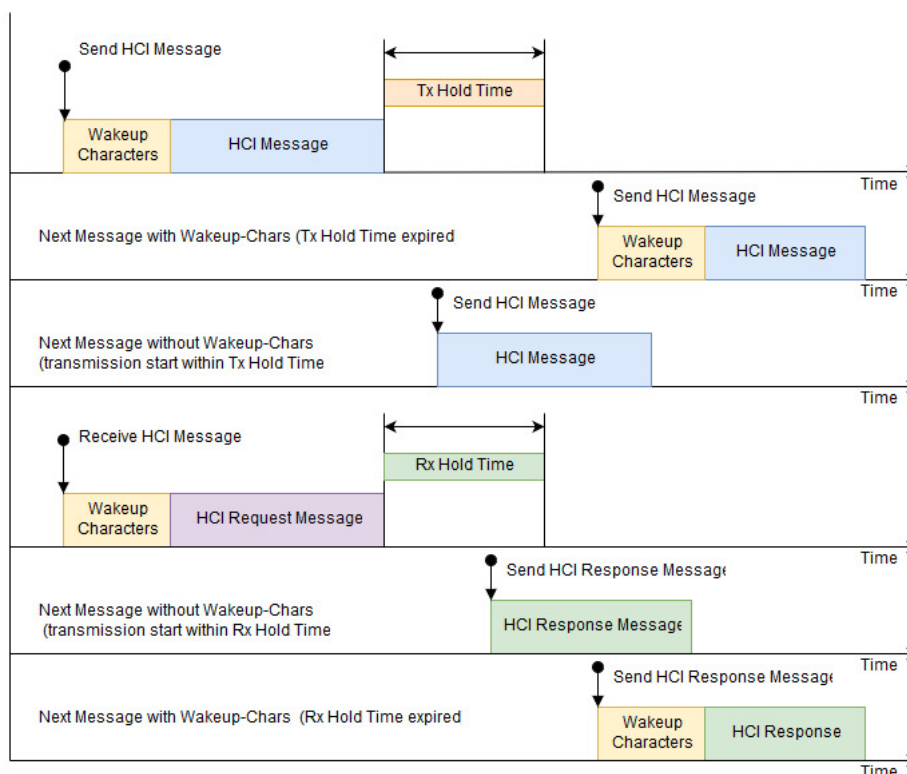 Send HCI Message
Tx Hold Time
Wakeup
Characters
HCI Message
Time
Send HCI Message
Next Message with Wakeup-Chars (Tx Hold Time expired
Wakeup
Characters
HCI Message
Time
Send HCI Message
Next Message without Wakeup-Chars
(transmission start within Tx Hold Time
HCI Message
Time
Receive HCI Message
Rx Hold Time
Wakeup
Characters
HCI Request Message
Time
Send HCI Response Message
Next Message without Wakeup-Chars
(transmission start within Rx Hold Time
HCI Response Message
Time
Send HCI Response Message
Next Message with Wakeup-Chars (Rx Hold Time expired
Wakeup
Characters
HCI Response
Time